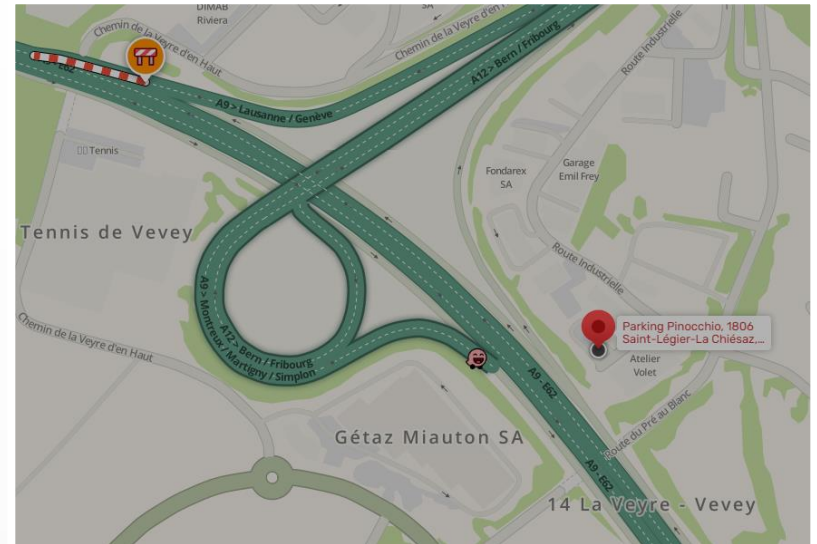 DIMAB
Riviera
SA
Chemin de la Veyre d'en Haut
Chemin de la Veyre d'en
Route Industrielle
E62
A9 > Lausanne / Genève
A12 > Bern / Fribourg
Tennis
Fondarex
SA
Garage
Emil Frey
Tennis de Vevey
Route Industrielle
A9 > Montreux / Martigny / Simplon
A12 > Bern / Fribourg
Chemin de la Veyre d'en Haut
Parking Pinocchio, 1806
Saint-Légier-La Chiésaz,...
Atelier
Volet
A9 - E62
Route du Pré au Blanc
Gétaz Miauton SA
A9 - E62
14 La Veyre - Vevey